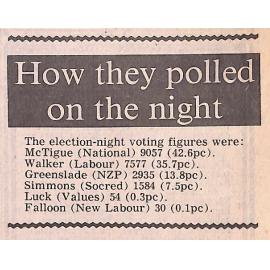 How they polled
on the night
The election-night voting figures were:
McTigue (National) 9057 (42.6pc).
Walker (Labour) 7577 (35.7pc).
Greenslade (NZP) 2935 (13.8pc).
Simmons (Socred) 1584 (7.5pc).
Luck (Values) 54 (0.3pc).
Falloon (New Labour) 30 (0.1pc).